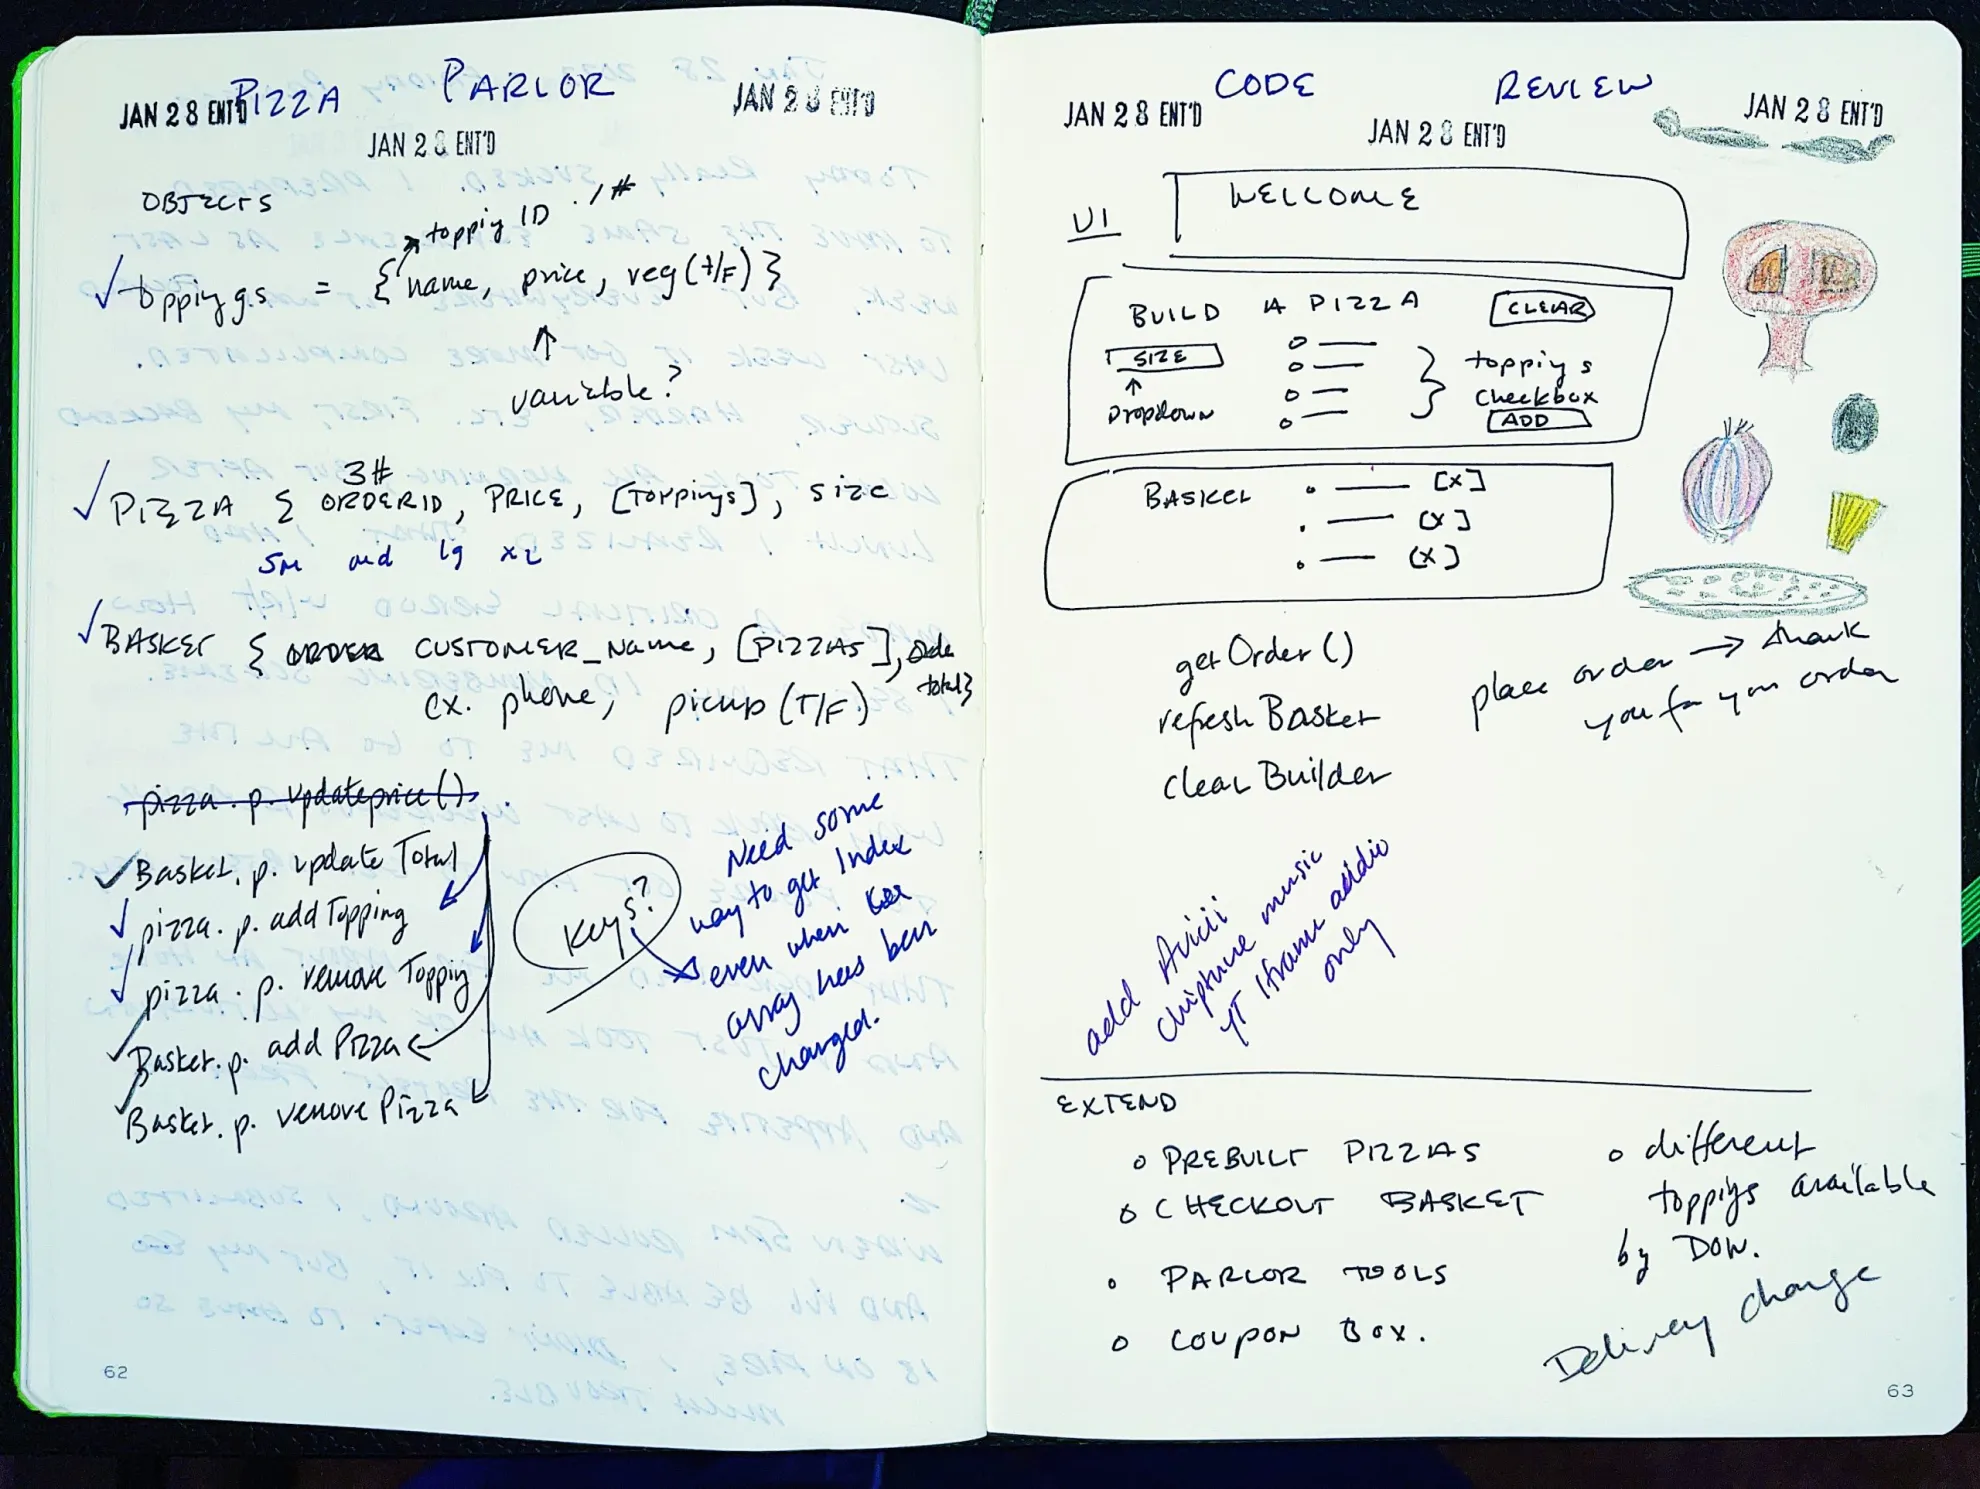 PIZZA PARLOR
JAN 28 ENT'D
JAN 28 ENT'D
JAN 28 ENT'D
OBJECTS
topping ID ./#
toppings = { name, price, veg (t/F) }
variable?
3#
PIZZA { ORDERID, PRICE, [TOPPINGS], size
sm md lg x2
BASKET { ORDER CUSTOMER_Name, [PIZZAS], order
total}
ex. phone, pickup (T/F)
pizza. p. updateprice().
Basket. p. update Total
pizza. p. add Topping
pizza. p. remove Topping
Basket. p. add Pizza
Basket. p. remove Pizza
Keys?
Need some
way to get Index
even when
array has been
changed.
62
CODE REVIEW
JAN 28 ENT'D
JAN 28 ENT'D
JAN 28 ENT'D
UI
WELCOME
BUILD A PIZZA
CLEAR
SIZE
Dropdown
toppings
checkbox
ADD
BASKET
[x]
[x]
[x]
getOrder ()
refresh Basket
clear Builder
place order → thank
you for your order
add Avicii
chiptune music
YT Iframe addio
only
EXTEND
o PREBUILT PIZZAS
o CHECKOUT BASKET
• PARLOR TOOLS
o COUPON BOX.
o different
toppings available
by DOW.
Delivery charge
63